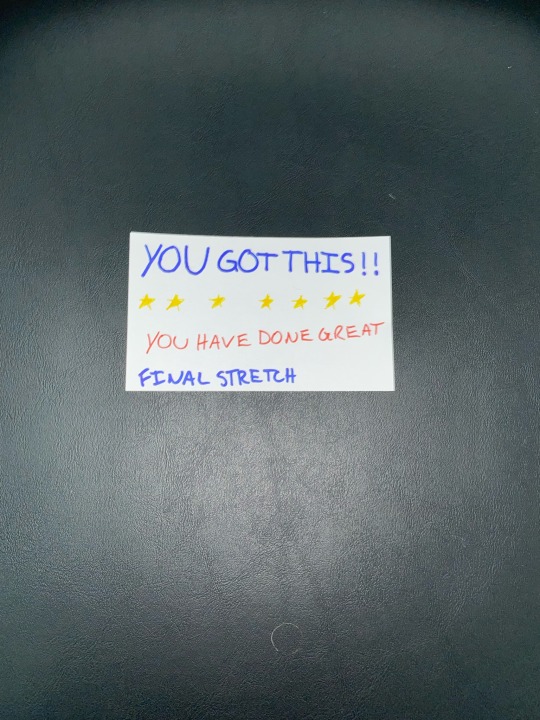 YOU GOT THIS!!
YOU HAVE DONE GREAT
FINAL STRETCH